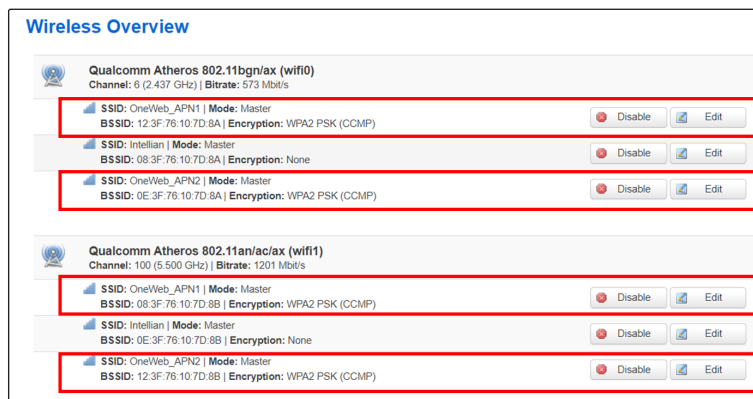 Wireless Overview
Qualcomm Atheros 802.11bgn/ax (wifi0)
Channel: 6 (2.437 GHz) | Bitrate: 573 Mbit/s
SSID: OneWeb_APN1 | Mode: Master
BSSID: 12:3F:76:10:7D:8A | Encryption: WPA2 PSK (CCMP)
Disable Edit
SSID: Intellian | Mode: Master
BSSID: 08:3F:76:10:7D:8A | Encryption: None
Disable Edit
SSID: OneWeb_APN2 | Mode: Master
BSSID: 0E:3F:76:10:7D:8A | Encryption: WPA2 PSK (CCMP)
Disable Edit
Qualcomm Atheros 802.11an/ac/ax (wifi1)
Channel: 100 (5.500 GHz) | Bitrate: 1201 Mbit/s
SSID: OneWeb_APN1 | Mode: Master
BSSID: 08:3F:76:10:7D:8B | Encryption: WPA2 PSK (CCMP)
Disable Edit
SSID: Intellian | Mode: Master
BSSID: 0E:3F:76:10:7D:8B | Encryption: None
Disable Edit
SSID: OneWeb_APN2 | Mode: Master
BSSID: 12:3F:76:10:7D:8B | Encryption: WPA2 PSK (CCMP)
Disable Edit